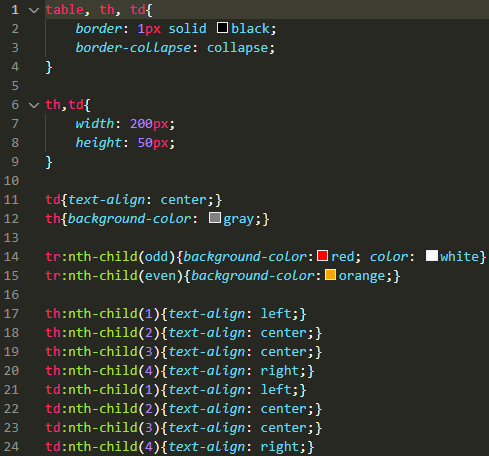 1 table, th, td{
2 border: 1px solid black;
3 border-collapse: collapse;
4 }
5
6 th,td{
7 width: 200px;
8 height: 50px;
9 }
10
11 td{text-align: center;}
12 th{background-color: gray;}
13
14 tr:nth-child(odd){background-color: red; color: white}
15 tr:nth-child(even){background-color: orange;}
16
17 th:nth-child(1){text-align: left;}
18 th:nth-child(2){text-align: center;}
19 th:nth-child(3){text-align: center;}
20 th:nth-child(4){text-align: right;}
21 td:nth-child(1){text-align: left;}
22 td:nth-child(2){text-align: center;}
23 td:nth-child(3){text-align: center;}
24 td:nth-child(4){text-align: right;}